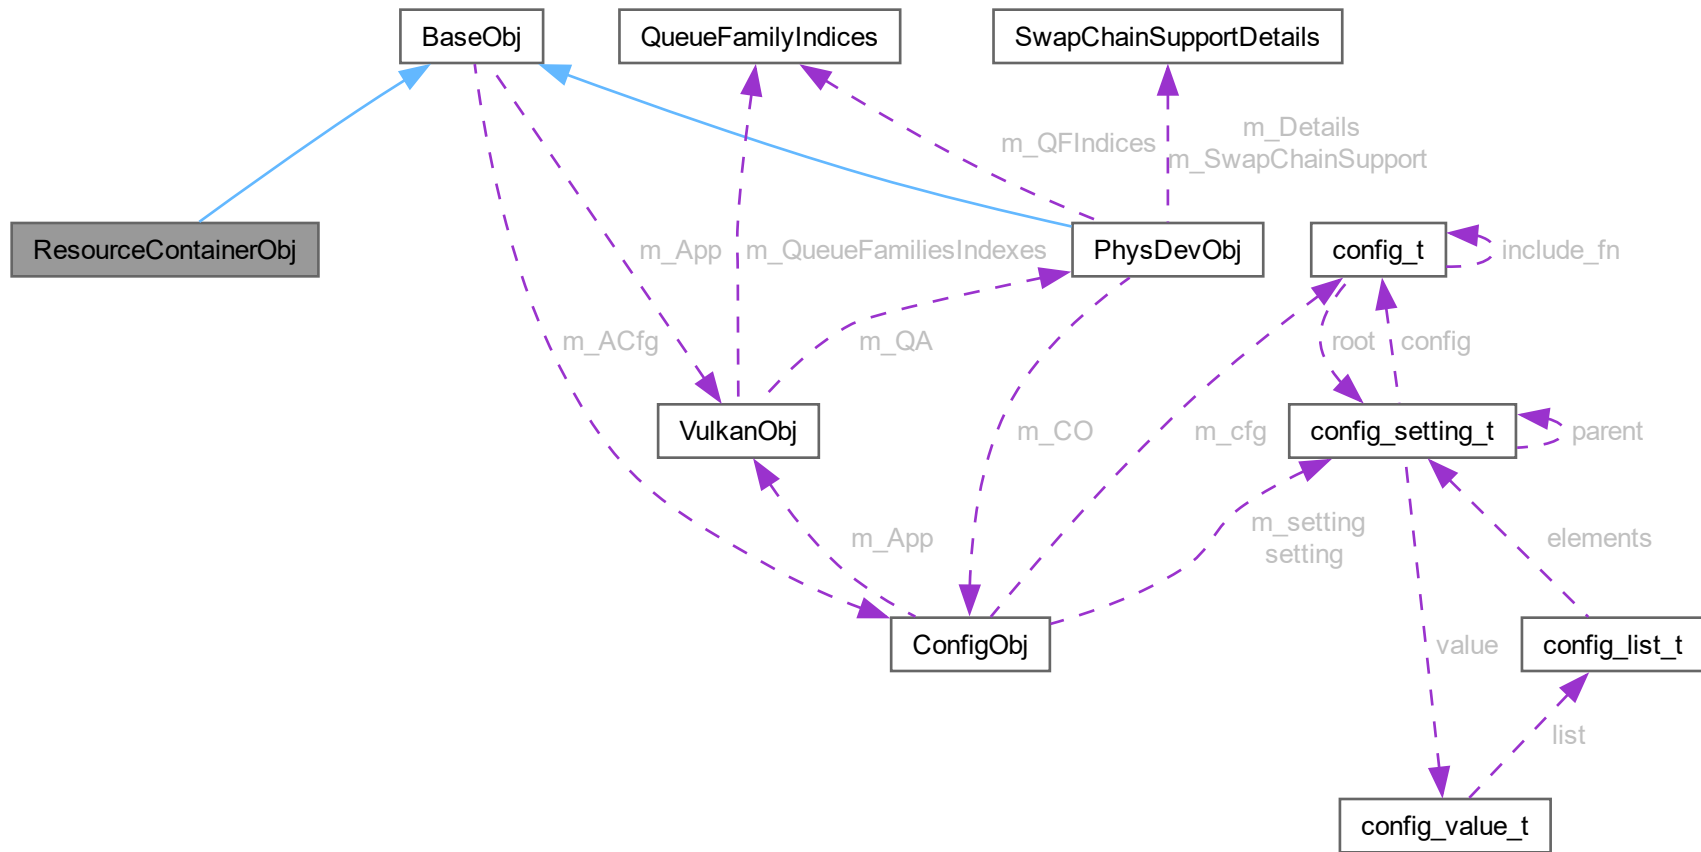 BaseObj
QueueFamilyIndices
SwapChainSupportDetails
m_Details
m_QFIndices
m_SwapChainSupport
ResourceContainerObj
m_App
m_QueueFamiliesIndexes
PhysDevObj
config_t
include_fn
m_ACfg
m_QA
root
config
VulkanObj
m_CO
m_cfg
config_setting_t
parent
m_App
m_setting
setting
elements
ConfigObj
value
config_list_t
list
config_value_t